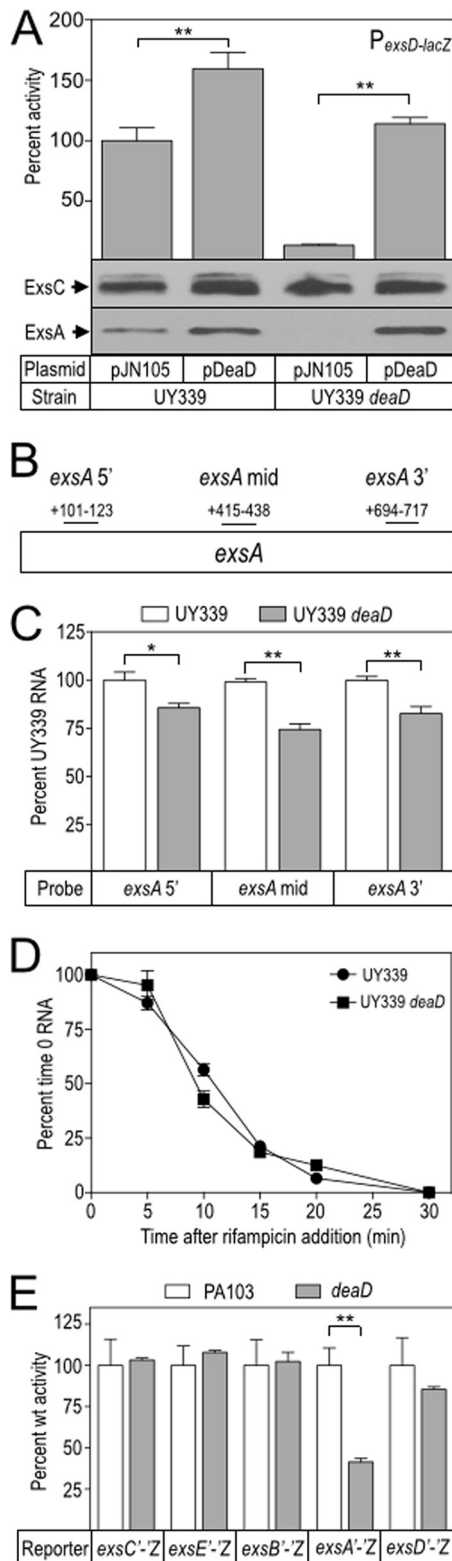 A
P exsD-lacZ
**
**
200
150
100
50
Percent activity
ExsC
ExsA
Plasmid pJN105 pDeaD pJN105 pDeaD
Strain UY339 UY339 deaD
B
exsA 5' exsA mid exsA 3'
+101-123 +415-438 +694-717
exsA
C
UY339 UY339 deaD
* ** **
125
100
75
50
25
Percent UY339 RNA
Probe exsA 5' exsA mid exsA 3'
D
UY339
UY339 deaD
100
75
50
25
0
Percent time 0 RNA
0 5 10 15 20 25 30
Time after rifampicin addition (min)
E
PA103 deaD
**
125
100
75
50
25
Percent wt activity
Reporter exsC'-'Z exsE'-'Z exsB'-'Z exsA'-'Z exsD'-'Z